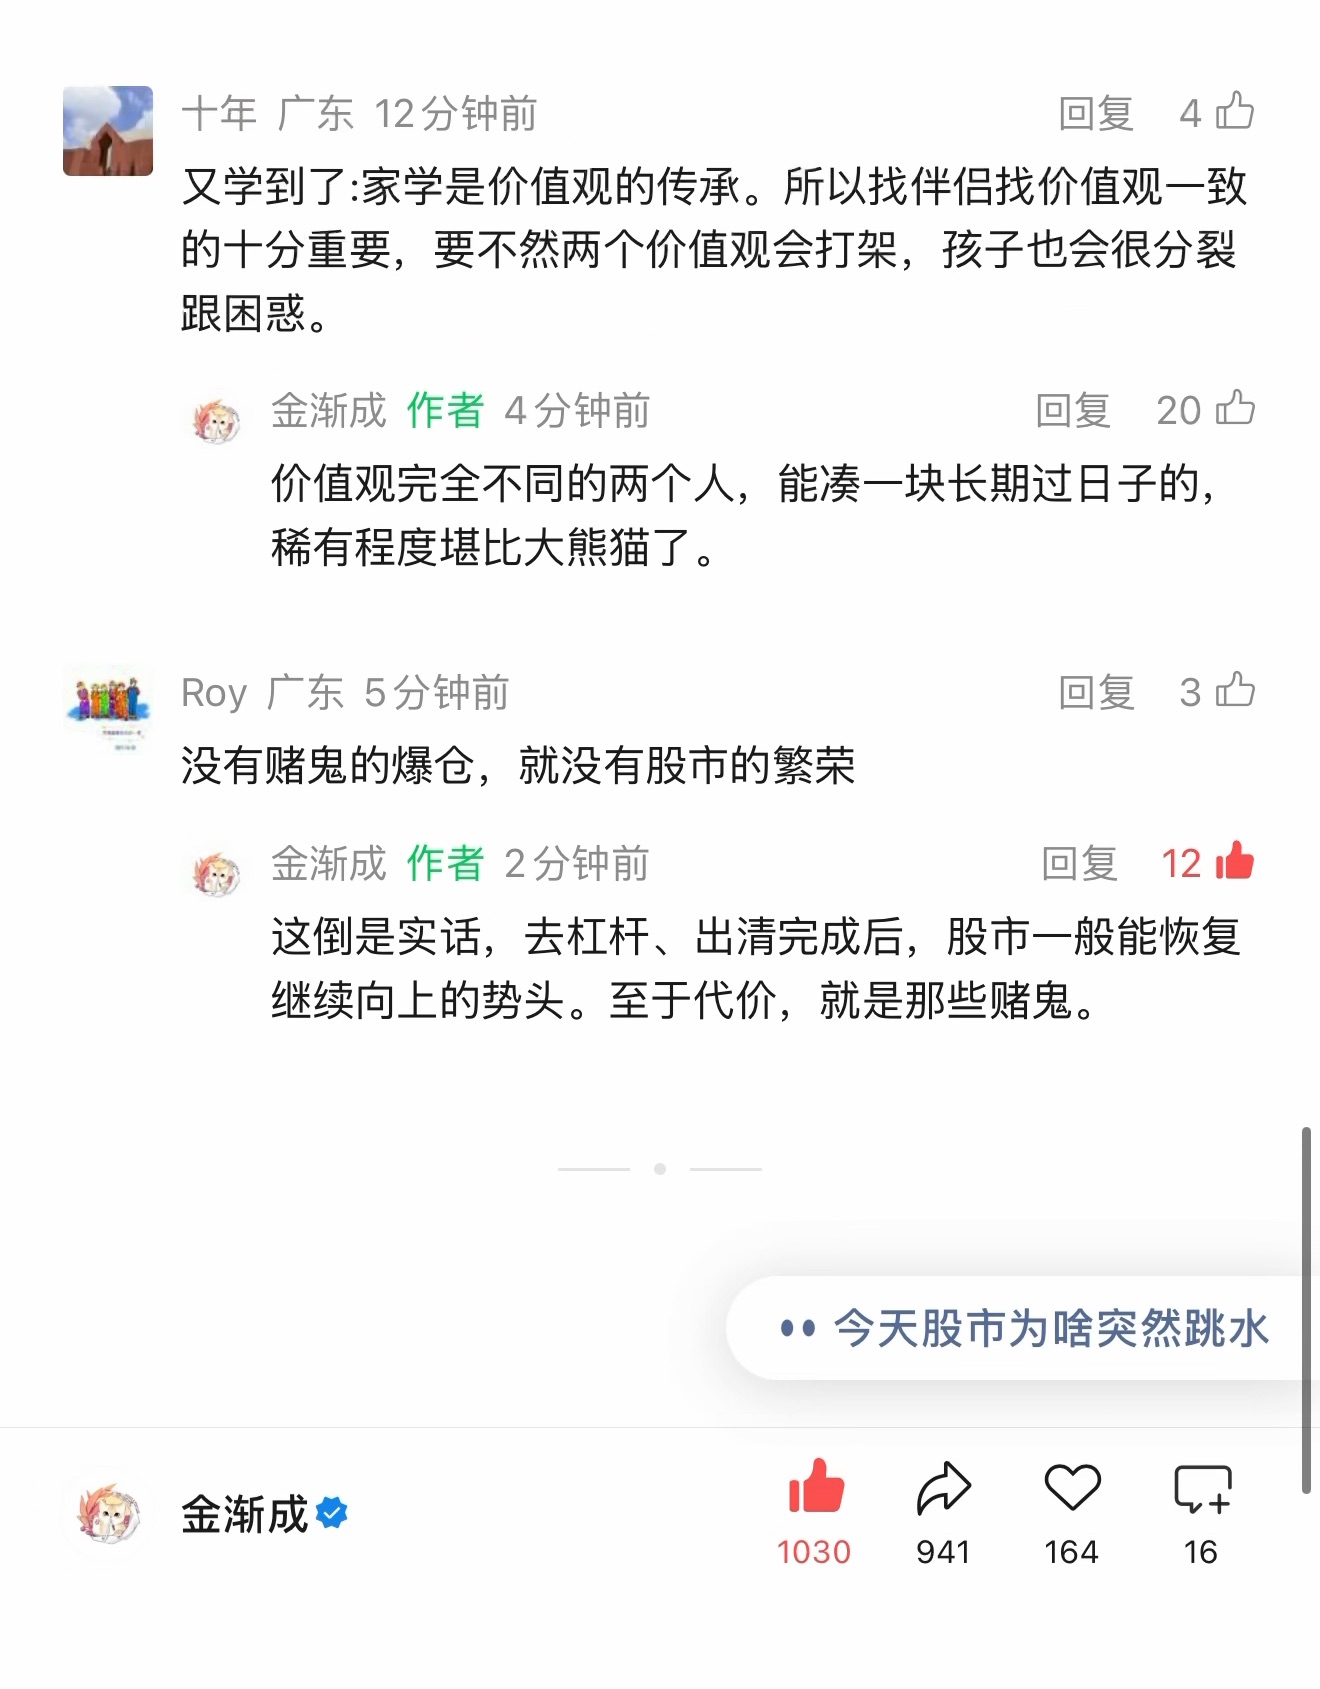 十年 广东 12分钟前 回复 4
又学到了:家学是价值观的传承。所以找伴侣找价值观一致
的十分重要，要不然两个价值观会打架，孩子也会很分裂
跟困惑。
金渐成 作者 4分钟前 回复 20
价值观完全不同的两个人，能凑一块长期过日子的，
稀有程度堪比大熊猫了。
Roy 广东 5分钟前 回复 3
没有赌鬼的爆仓，就没有股市的繁荣
金渐成 作者 2分钟前 回复 12
这倒是实话，去杠杆、出清完成后，股市一般能恢复
继续向上的势头。至于代价，就是那些赌鬼。
今天股市为啥突然跳水
金渐成
1030 941 164 16